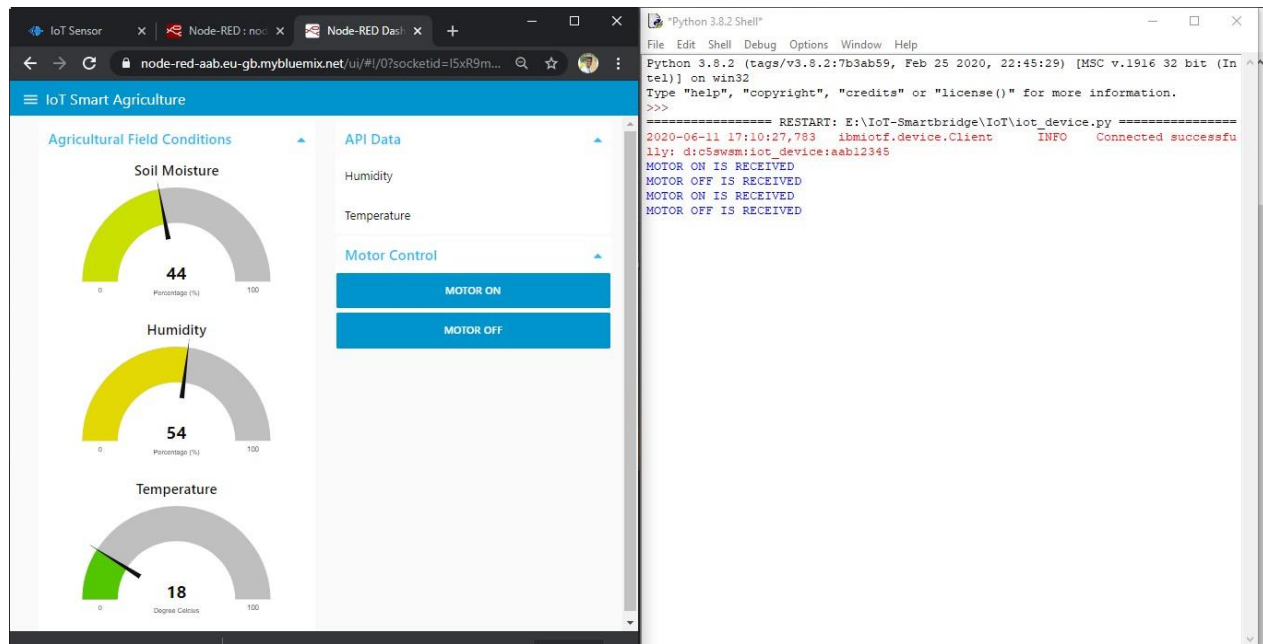 IoT Sensor
Node-RED : noc
Node-RED Dash
node-red-aab.eu-gb.mybluemix.net/ui/#!/0?socketid=I5xR9m...
IoT Smart Agriculture
Agricultural Field Conditions
Soil Moisture
44
0
Percentage (%)
100
Humidity
54
0
Percentage (%)
100
Temperature
18
0
Degree Celcius
100
API Data
Humidity
Temperature
Motor Control
MOTOR ON
MOTOR OFF
*Python 3.8.2 Shell*
File Edit Shell Debug Options Window Help
Python 3.8.2 (tags/v3.8.2:7b3ab59, Feb 25 2020, 22:45:29) [MSC v.1916 32 bit (In
tel)] on win32
Type "help", "copyright", "credits" or "license()" for more information.
>>>
================= RESTART: E:\IoT-Smartbridge\IoT\iot_device.py ================
2020-06-11 17:10:27,783 ibmiotf.device.Client INFO Connected successfu
lly: d:c5swsm:iot_device:aab12345
MOTOR ON IS RECEIVED
MOTOR OFF IS RECEIVED
MOTOR ON IS RECEIVED
MOTOR OFF IS RECEIVED